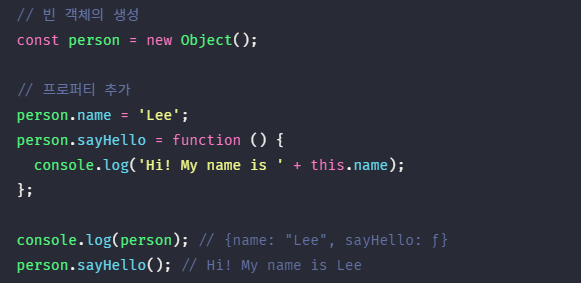 // 빈 객체의 생성
const person = new Object();

// 프로퍼티 추가
person.name = 'Lee';
person.sayHello = function () {
  console.log('Hi! My name is ' + this.name);
};

console.log(person); // {name: "Lee", sayHello: ƒ}
person.sayHello(); // Hi! My name is Lee